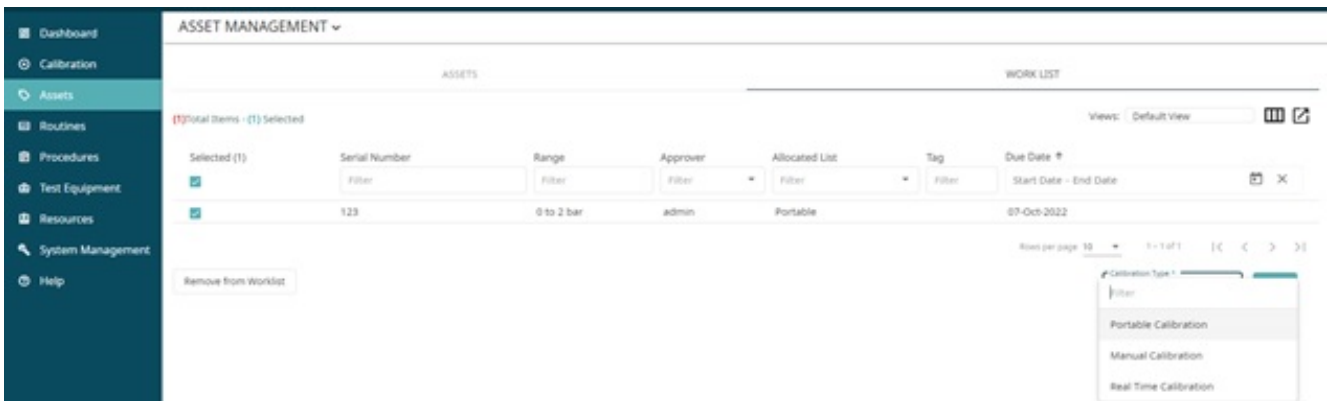 ASSET MANAGEMENT
Dashboard
Calibration
Assets
Routines
Procedures
Test Equipment
Resources
System Management
Help
ASSETS
WORK LIST
(1)Total Items - (1) Selected
Views: Default View
Selected (1) Serial Number Range Approver Allocated List Tag Due Date
Filter Filter Filter Filter Filter Start Date - End Date
123 0 to 2 bar admin Portable 07-Oct-2022
Rows per page 10 1-1 of 1
Remove from Worklist
Calibration Type *
Filter
Portable Calibration
Manual Calibration
Real Time Calibration